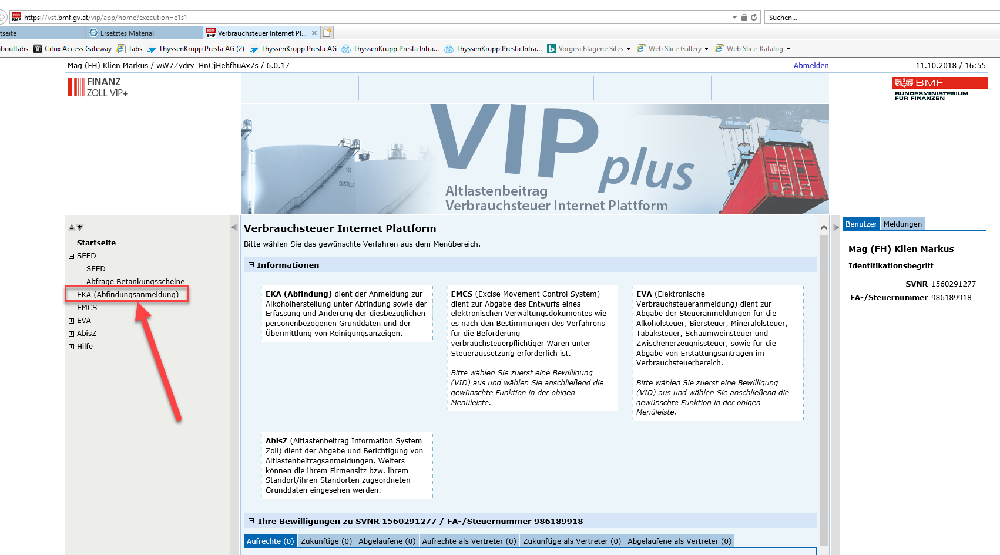 https://vst.bmf.gv.at/vip/app/home?execution=e1s1
Suchen...
tseite
Ersetztes Material
Verbrauchsteuer Internet Pl...
bouttabs
Citrix Access Gateway
Tabs
ThyssenKrupp Presta AG (2)
ThyssenKrupp Presta AG
ThyssenKrupp Presta Intra...
ThyssenKrupp Presta Intra...
Vorgeschlagene Sites
Web Slice Gallery
Web Slice-Katalog
Mag (FH) Klien Markus / wW7Zydry_HnCjHehfhuAx7s / 6.0.17
Abmelden
11.10.2018 / 16:55
FINANZ
ZOLL VIP+
BMF
BUNDESMINISTERIUM
FÜR FINANZEN
VIP plus
Altlastenbeitrag
Verbrauchsteuer Internet Plattform
Startseite
SEED
SEED
Abfrage Betankungsscheine
EKA (Abfindungsanmeldung)
EMCS
EVA
AbisZ
Hilfe
Verbrauchsteuer Internet Plattform
Bitte wählen Sie das gewünschte Verfahren aus dem Menübereich.
Informationen
EKA (Abfindung) dient der Anmeldung zur
Alkoholherstellung unter Abfindung sowie der
Erfassung und Änderung der diesbezüglichen
personenbezogenen Grunddaten und der
Übermittlung von Reinigungsanzeigen.
EMCS (Excise Movement Control System)
dient zur Abgabe des Entwurfs eines
elektronischen Verwaltungsdokumentes wie
es nach den Bestimmungen des Verfahrens
für die Beförderung
verbrauchsteuerpflichtiger Waren unter
Steueraussetzung erforderlich ist.
Bitte wählen Sie zuerst eine Bewilligung
(VID) aus und wählen Sie anschließend die
gewünschte Funktion in der obigen
Menüleiste.
EVA (Elektronische
Verbrauchsteueranmeldung) dient zur
Abgabe der Steueranmeldungen für die
Alkoholsteuer, Biersteuer, Mineralölsteuer,
Tabaksteuer, Schaumweinsteuer und
Zwischenerzeugnissteuer, sowie für die
Abgabe von Erstattungsanträgen im
Verbrauchsteuerbereich.
Bitte wählen Sie zuerst eine Bewilligung
(VID) aus und wählen Sie anschließend die
gewünschte Funktion in der obigen
Menüleiste.
AbisZ (Altlastenbeitrag Information System
Zoll) dient der Abgabe und Berichtigung von
Altlastenbeitragsanmeldungen. Weiters
können die ihrem Firmensitz bzw. ihrem
Standort/ihren Standorten zugeordneten
Grunddaten eingesehen werden.
Ihre Bewilligungen zu SVNR 1560291277 / FA-/Steuernummer 986189918
Aufrechte (0)
Zukünftige (0)
Abgelaufene (0)
Aufrechte als Vertreter (0)
Zukünftige als Vertreter (0)
Abgelaufene als Vertreter (0)
Benutzer
Meldungen
Mag (FH) Klien Markus
Identifikationsbegriff
SVNR 1560291277
FA-/Steuernummer 986189918